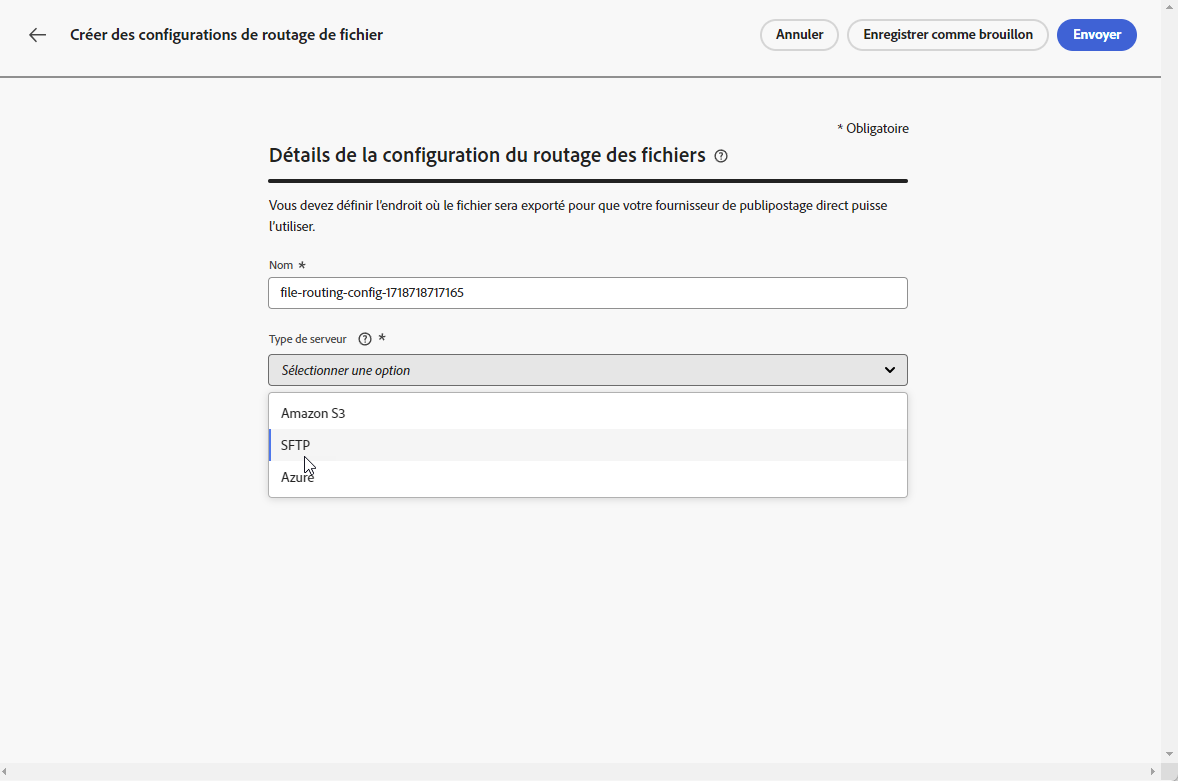 Créer des configurations de routage de fichier
Annuler
Enregistrer comme brouillon
Envoyer
* Obligatoire
Détails de la configuration du routage des fichiers
Vous devez définir l'endroit où le fichier sera exporté pour que votre fournisseur de publipostage direct puisse
l'utiliser.
Nom *
file-routing-config-1718718717165
Type de serveur *
Sélectionner une option
Amazon S3
SFTP
Azure